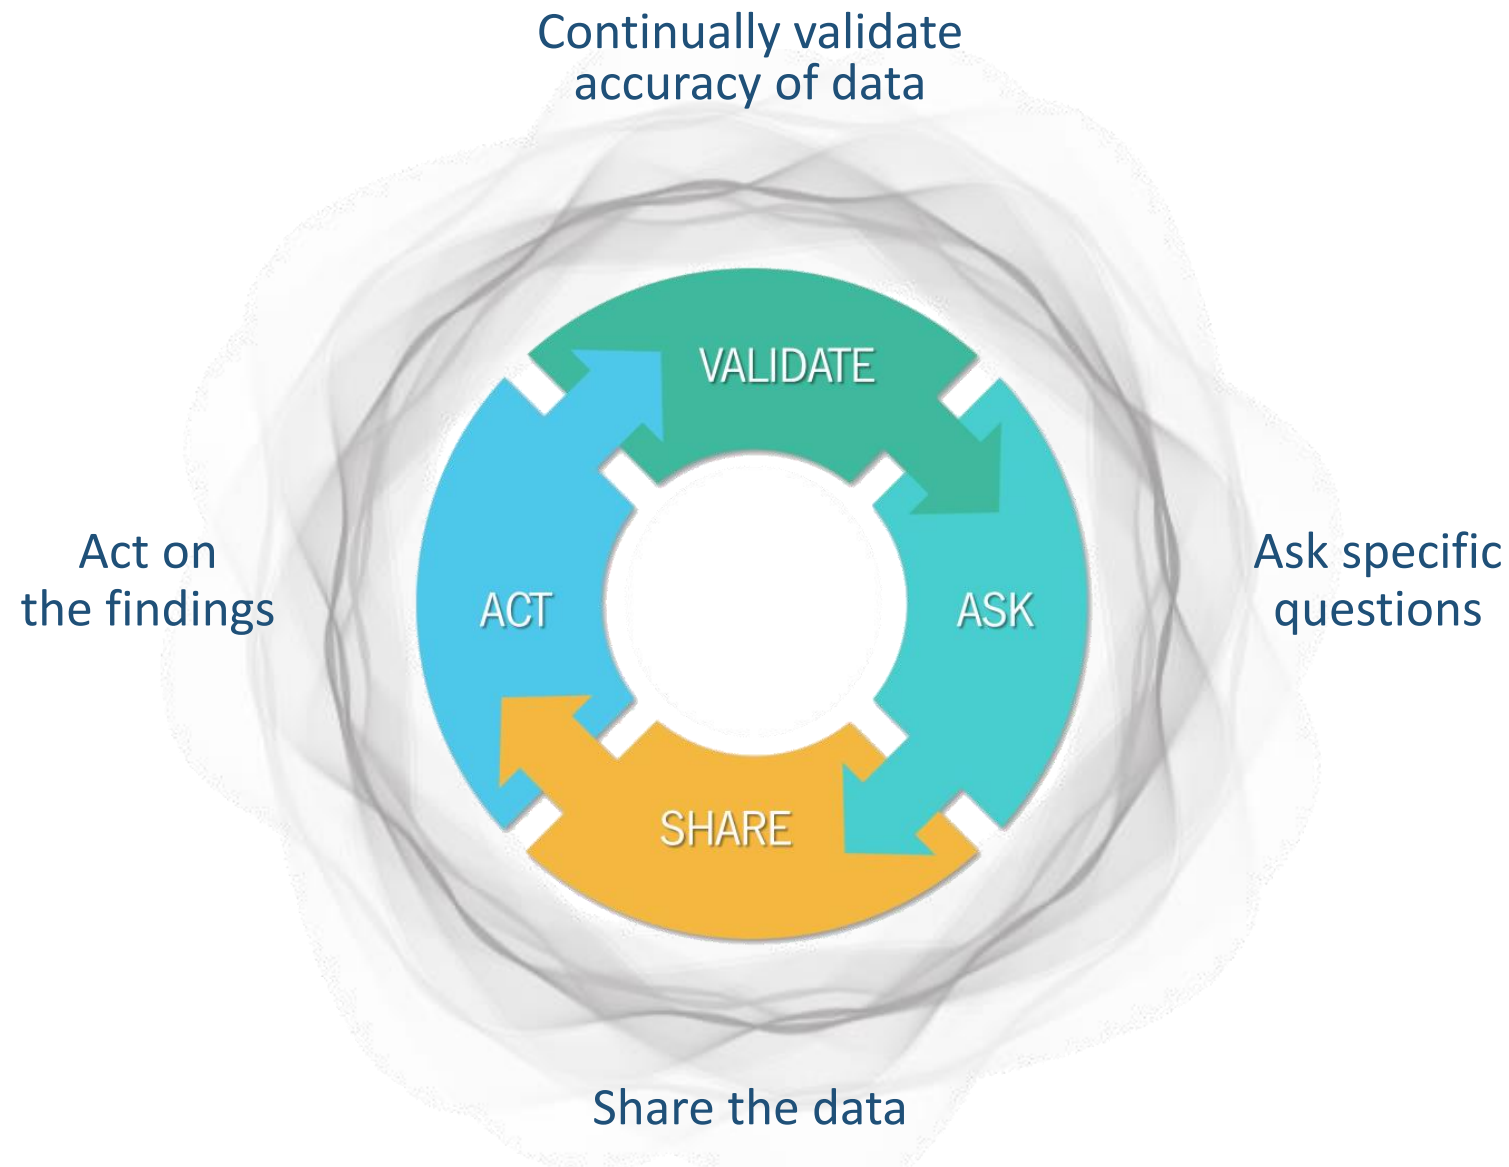 Continually validate
accuracy of data
VALIDATE
Act on
the findings
ACT
ASK
Ask specific
questions
SHARE
Share the data